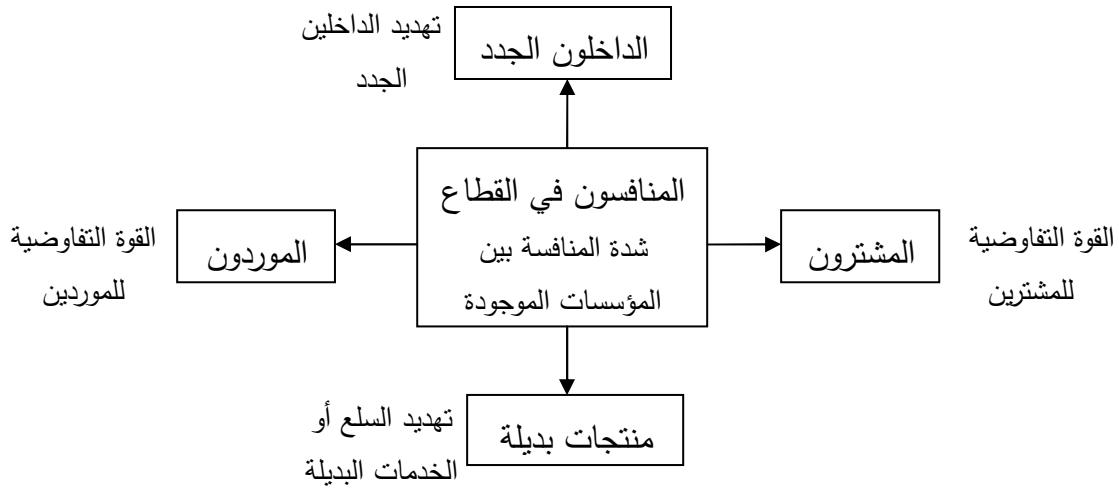 تهديد الداخلين
الجدد
الداخلون الجدد
المنافسون في القطاع
شدة المنافسة بين
المؤسسات الموجودة
القوة التفاوضية
للمشترين
المشترون
الموردون
القوة التفاوضية
للموردين
منتجات بديلة
تهديد السلع أو
الخدمات البديلة